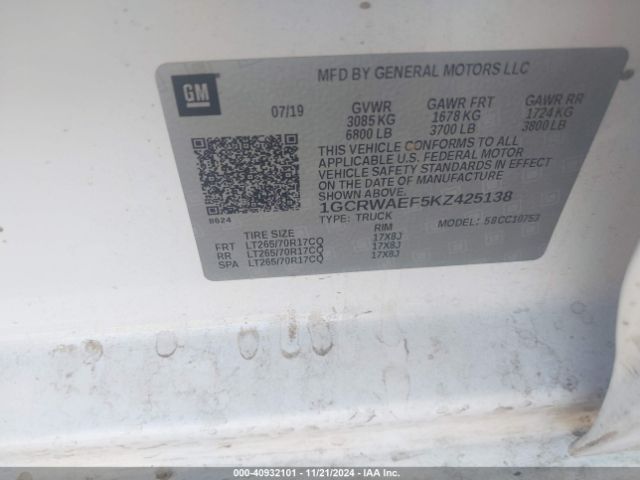 GM
MFD BY GENERAL MOTORS LLC
07/19 GVWR GAWR FRT GAWR RR
3085 KG 1678 KG 1724 KG
6800 LB 3700 LB 3800 LB
THIS VEHICLE CONFORMS TO ALL
APPLICABLE U.S. FEDERAL MOTOR
VEHICLE SAFETY STANDARDS IN EFFECT
ON THE DATE OF MANUFACTURE
SHOWN ABOVE.
1GCRWAEF5KZ425138
8624 TYPE: TRUCK MODEL: 5SCC10753
TIRE SIZE RIM
FRT LT265/70R17CQ 17X8J
RR LT265/70R17CQ 17X8J
SPA LT265/70R17CQ 17X8J
000-40932101 - 11/21/2024 - IAA Inc.